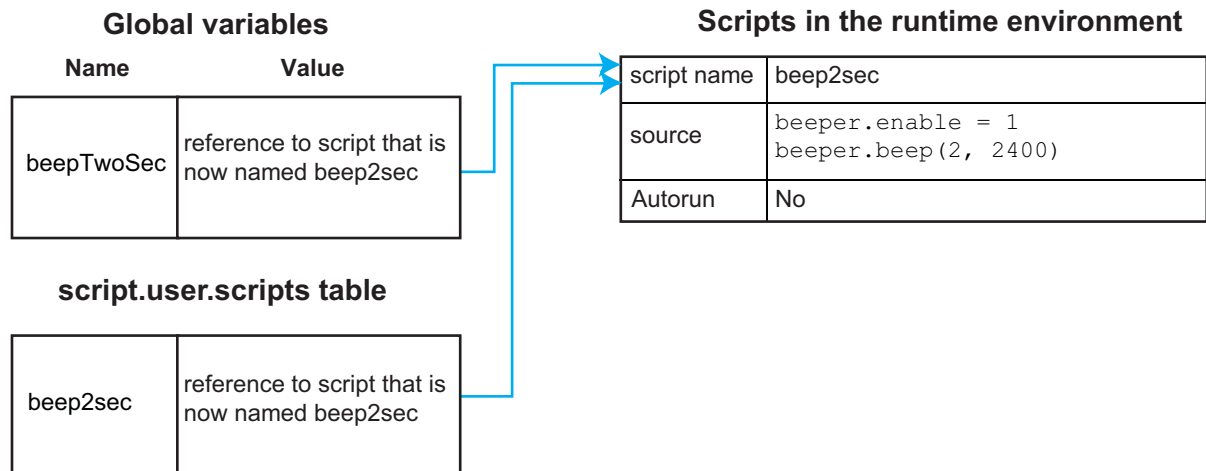 Global variables
Name Value
beepTwoSec
reference to script that is
now named beep2sec
script.user.scripts table
beep2sec
reference to script that is
now named beep2sec
Scripts in the runtime environment
script name beep2sec
source
beeper.enable = 1
beeper.beep(2, 2400)
Autorun No